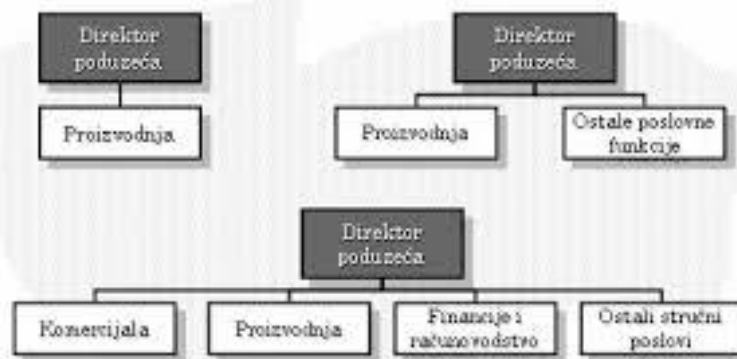 Direktor
poduzeća
Proizvodnja
Direktor
poduzeća
Proizvodnja
Ostale poslovne
funkcije
Direktor
poduzeća
Komercijala
Proizvodnja
Financije i
računovodstvo
Ostali stručni
poslovi